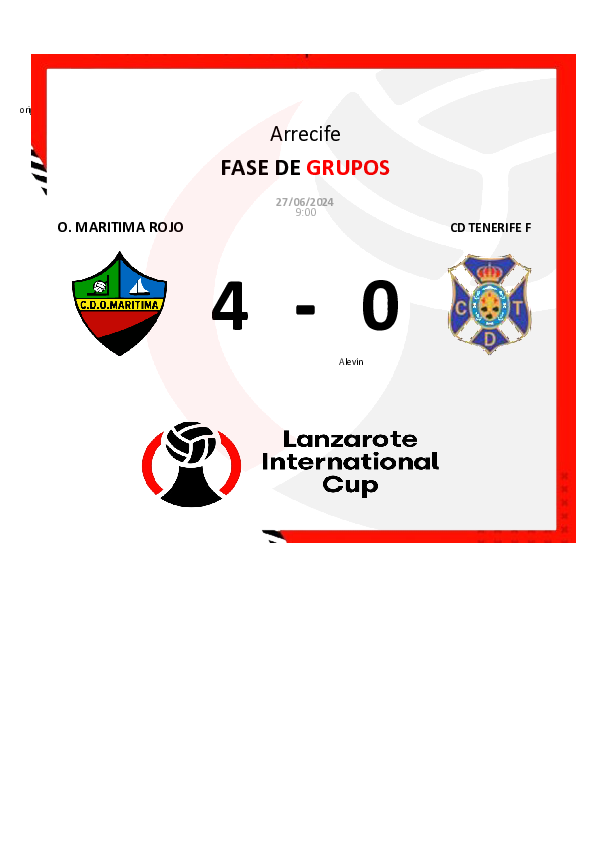 Arrecife
FASE DE GRUPOS
27/06/2024
9:00
O. MARITIMA ROJO
CD TENERIFE F
C.D.O.MARITIMA
4 - 0
C T
D
Alevin
Lanzarote
International
Cup